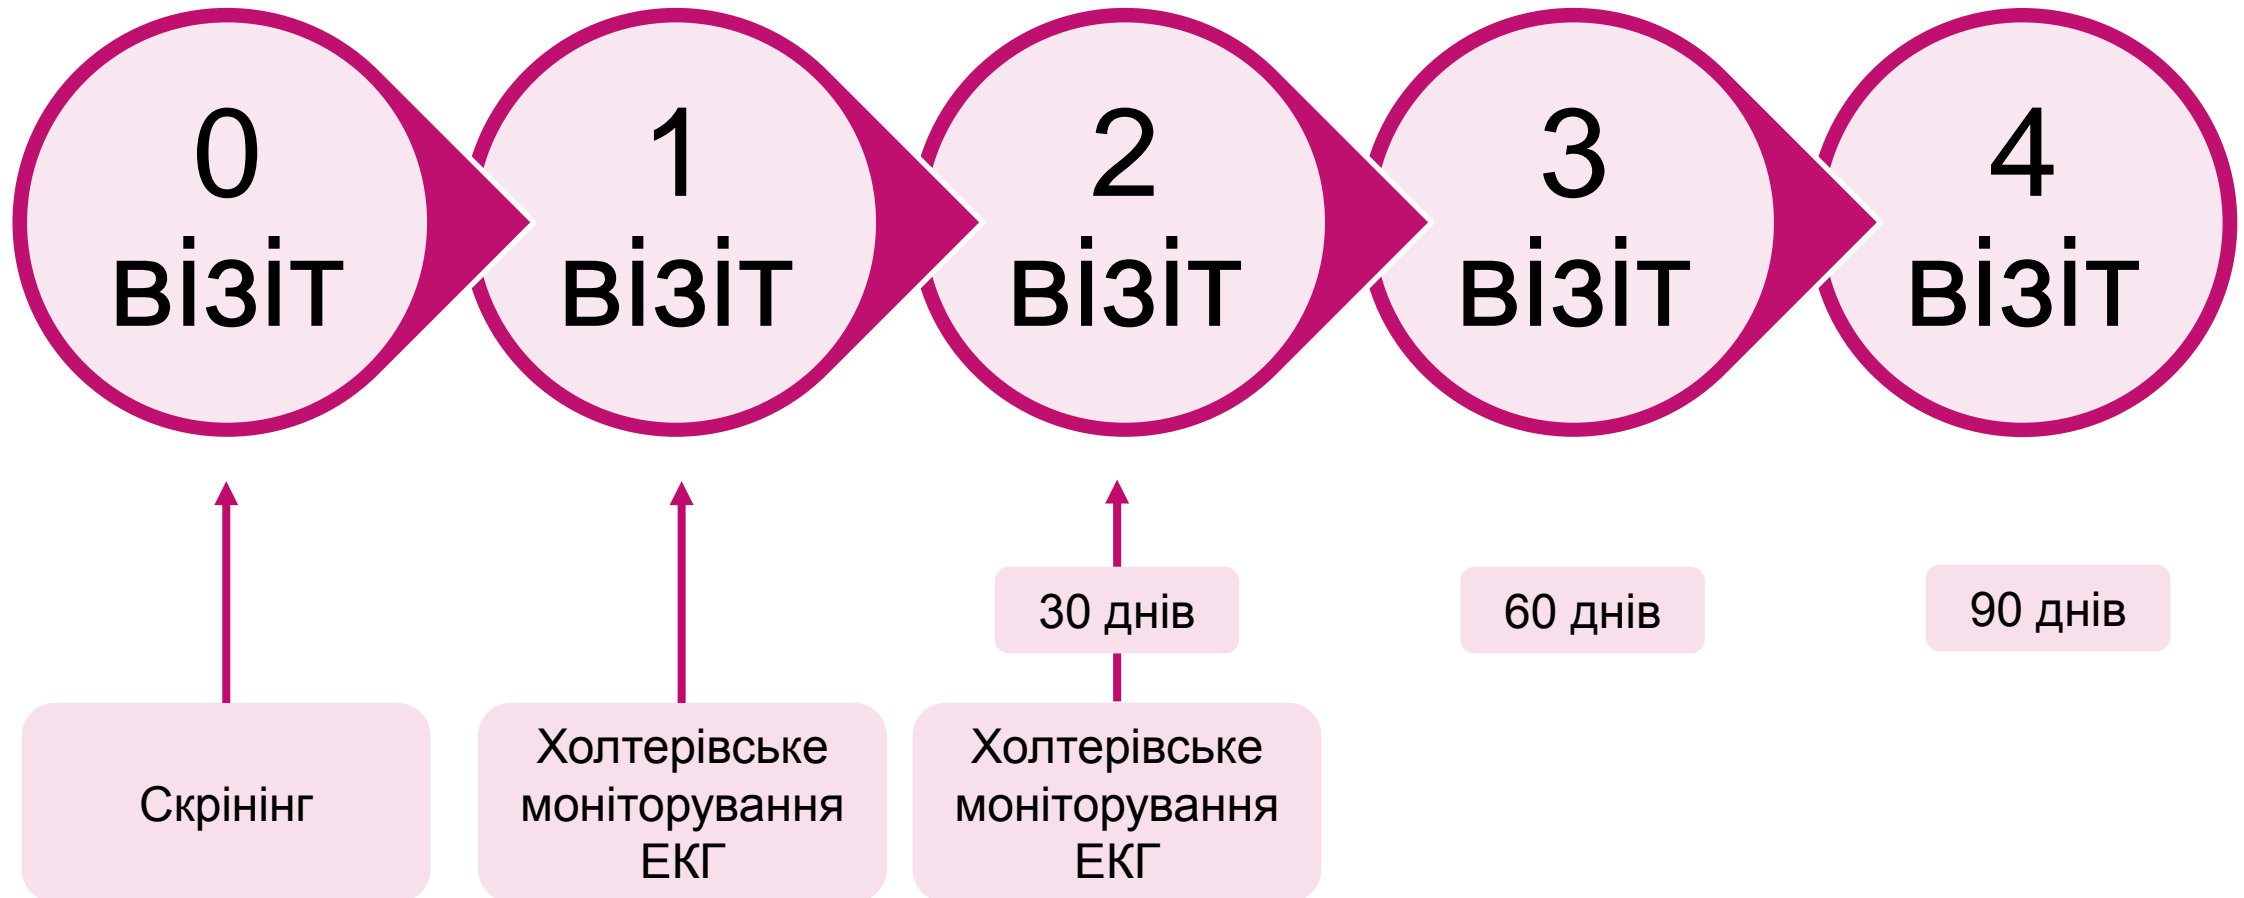 0
візіт
1
візіт
2
візіт
3
візіт
4
візіт
30 днів
60 днів
90 днів
Скрінінг
Холтерівське
моніторування
ЕКГ
Холтерівське
моніторування
ЕКГ